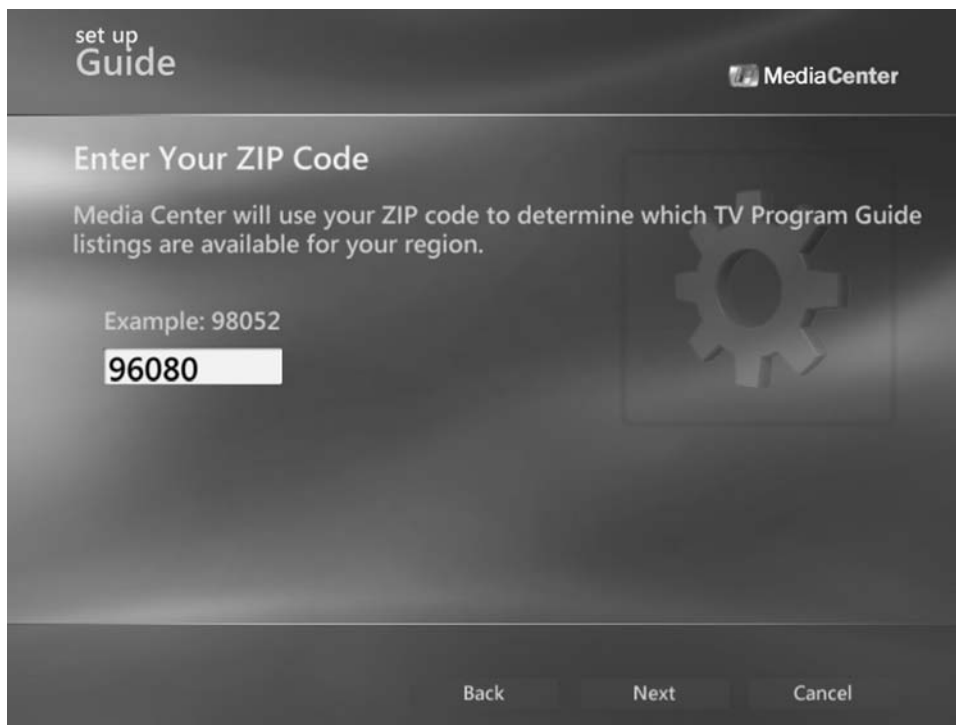 set up
Guide
MediaCenter
Enter Your ZIP Code
Media Center will use your ZIP code to determine which TV Program Guide
listings are available for your region.
Example: 98052
96080
Back Next Cancel